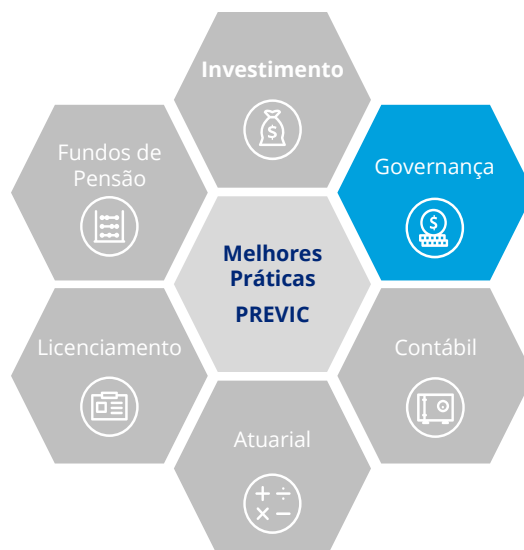 Investimento
Fundos de
Pensão
Governança
Melhores
Práticas
PREVIC
Licenciamento
Contábil
Atuarial